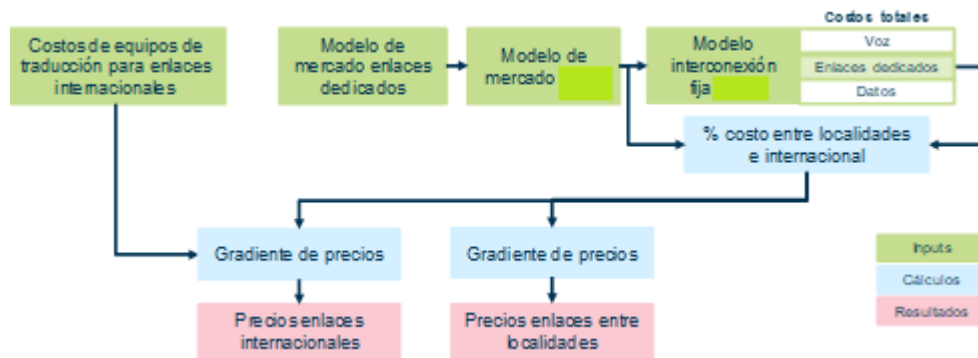 Costos totales
Costos de equipos de
traducción para enlaces
internacionales
Modelo de
mercado enlaces
dedicados
Modelo de
mercado
Modelo
interconexión
fija
Voz
Enlaces dedicados
Datos
% costo entre localidades
e internacional
Gradiente de precios
Gradiente de precios
Precios enlaces
internacionales
Precios enlaces entre
localidades
Inputs
Cálculos
Resultados